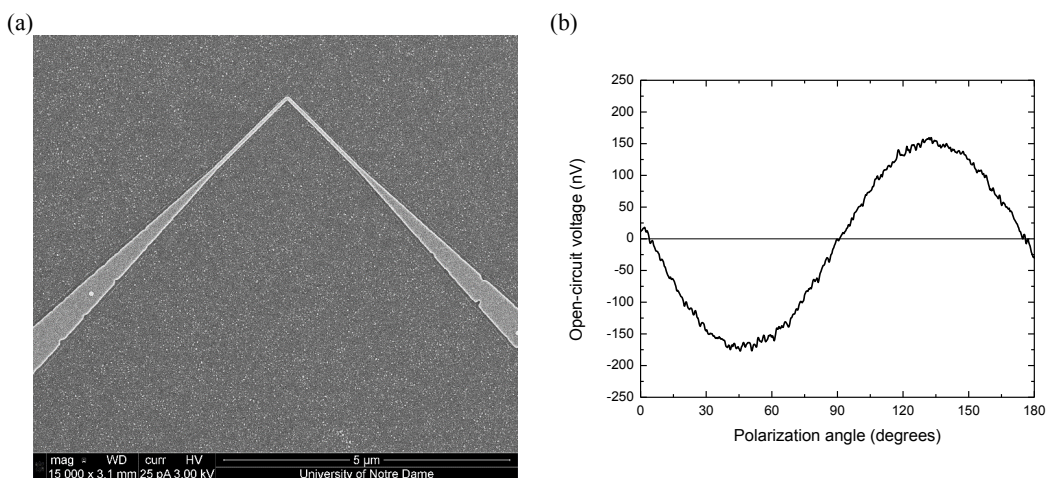 (a)
(b)
250
200
150
100
50
0
-50
-100
-150
-200
-250
Open-circuit voltage (nV)
0 30 60 90 120 150 180
Polarization angle (degrees)
mag WD curr HV 5 µm
15 000 x 3.1 mm 25 pA 3.00 kV University of Notre Dame